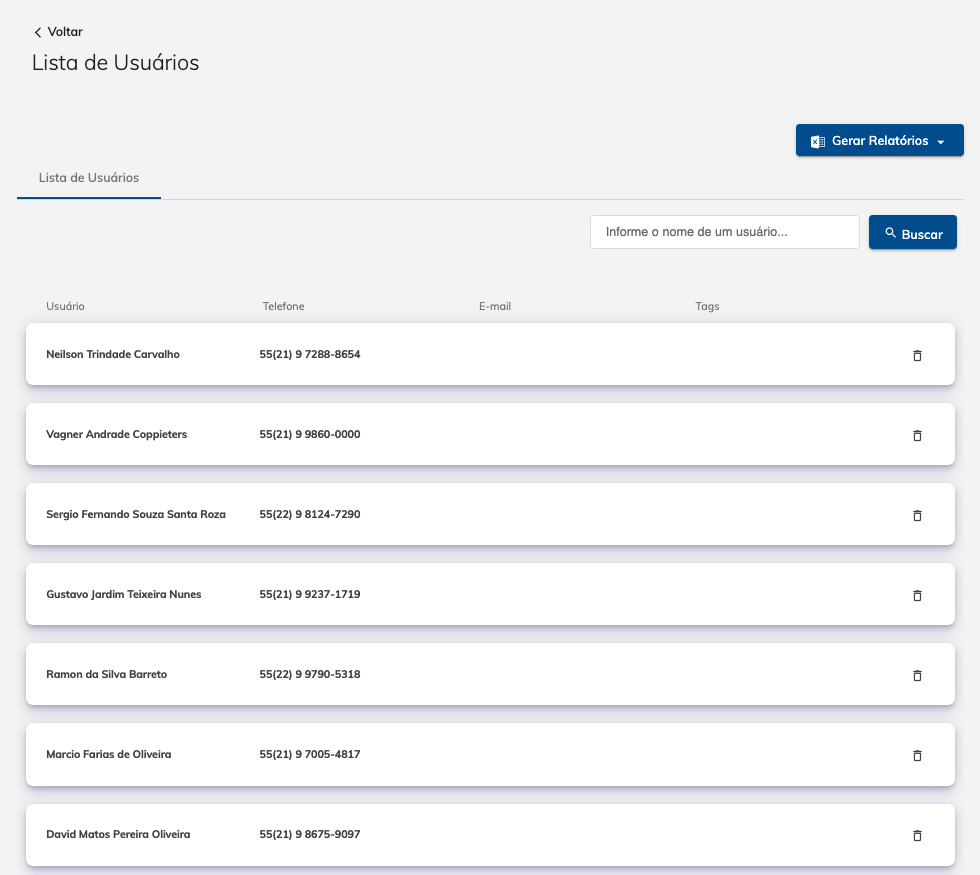 Voltar
Lista de Usuários
Gerar Relatórios
Lista de Usuários
Informe o nome de um usuário...
Buscar
Usuário Telefone E-mail Tags
Neilson Trindade Carvalho 55(21) 9 7288-8654
Vagner Andrade Coppieters 55(21) 9 9860-0000
Sergio Fernando Souza Santa Roza 55(22) 9 8124-7290
Gustavo Jardim Teixeira Nunes 55(21) 9 9237-1719
Ramon da Silva Barreto 55(22) 9 9790-5318
Marcio Farias de Oliveira 55(21) 9 7005-4817
David Matos Pereira Oliveira 55(21) 9 8675-9097